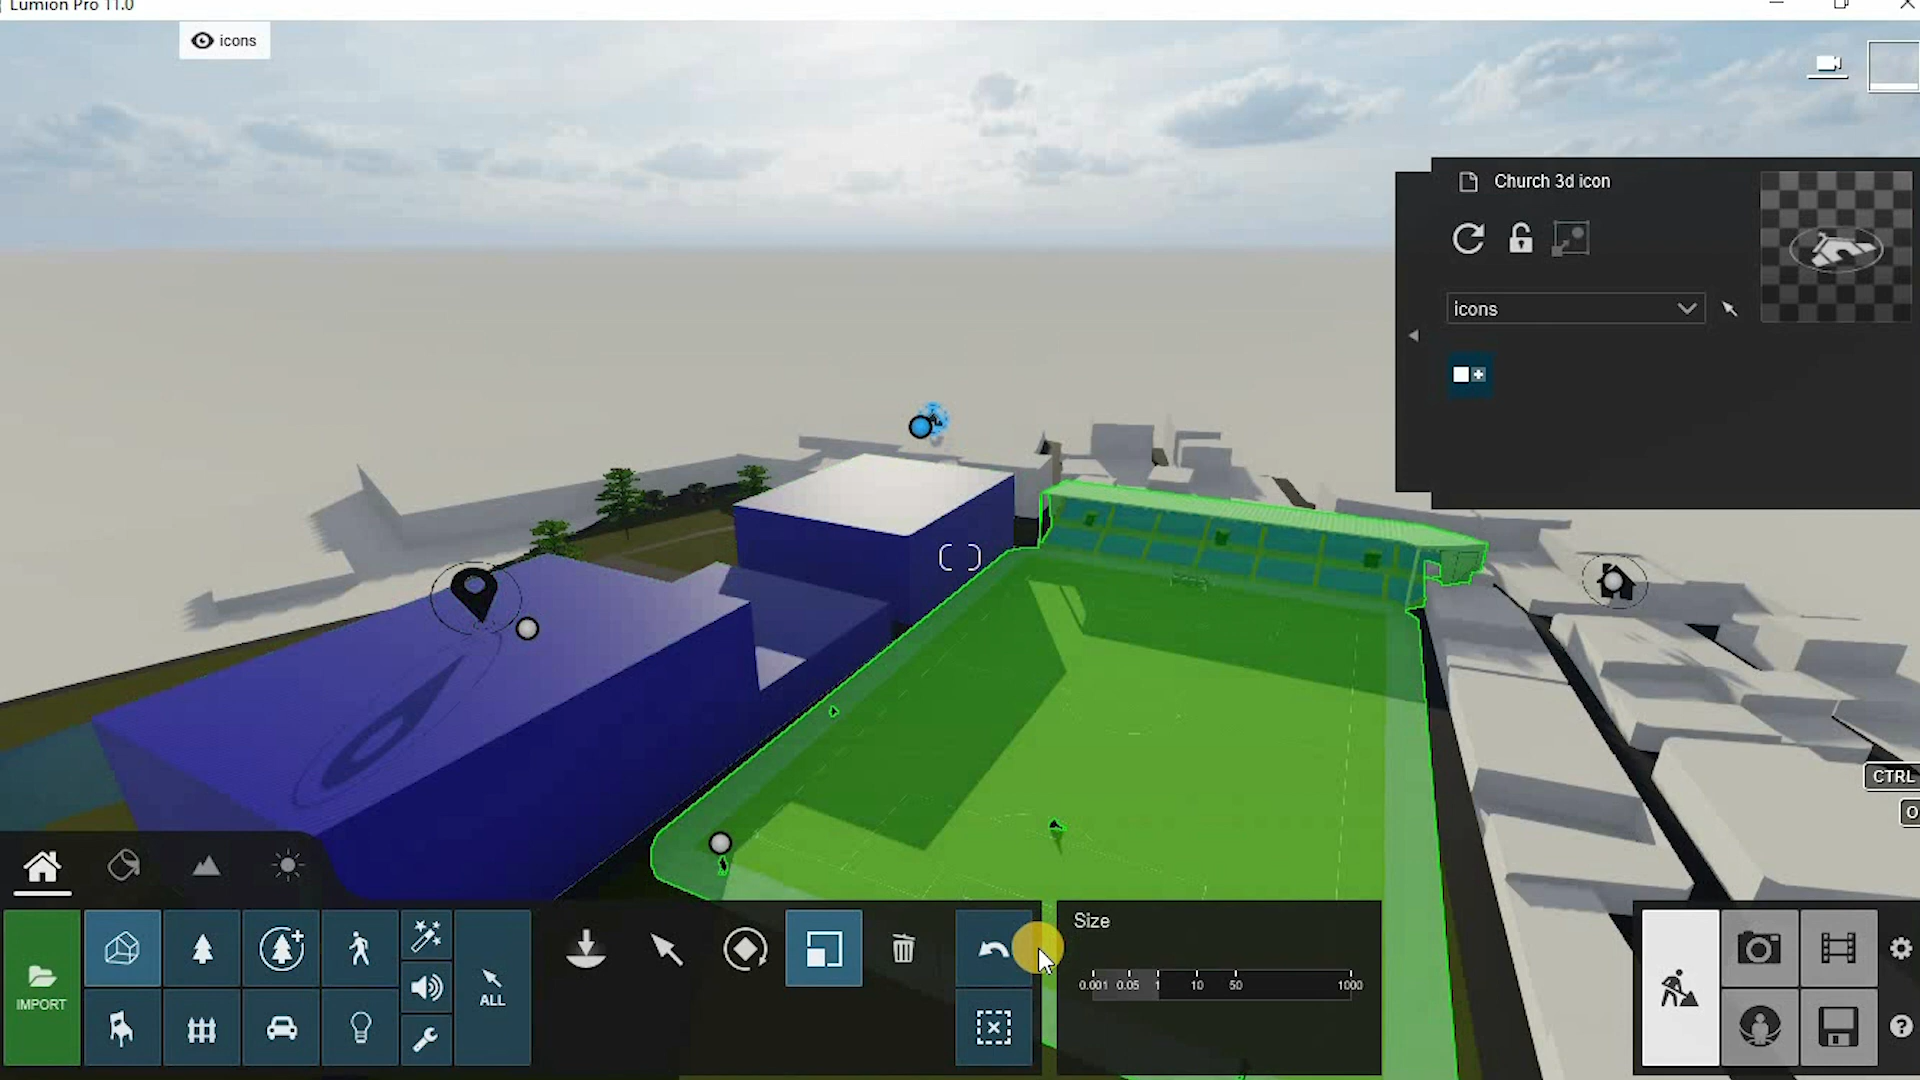 Lumion Pro 11.0
icons
Church 3d icon
icons
CTRL
O
IMPORT
ALL
Size
0.001 0.05 1 10 50 1000